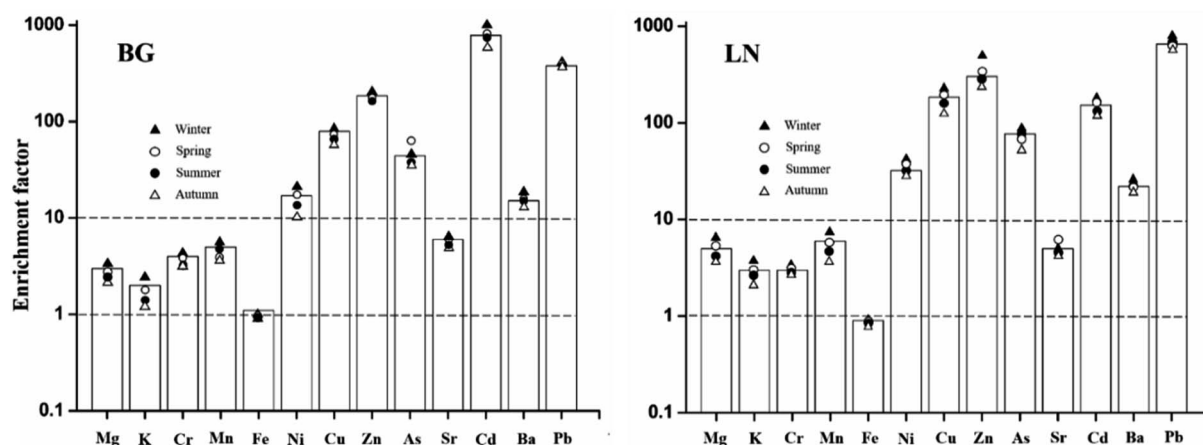 Enrichment factor
BG
1000
100
10
1
0.1
Winter
Spring
Summer
Autumn
Mg K Cr Mn Fe Ni Cu Zn As Sr Cd Ba Pb
LN
1000
100
10
1
0.1
Winter
Spring
Summer
Autumn
Mg K Cr Mn Fe Ni Cu Zn As Sr Cd Ba Pb